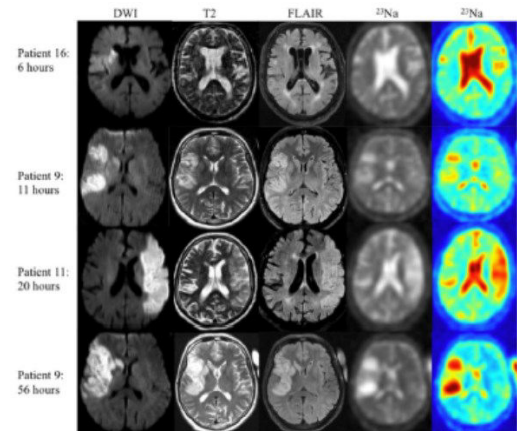 DWI T2 FLAIR ²³Na ²³Na
Patient 16:
6 hours
Patient 9:
11 hours
Patient 11:
20 hours
Patient 9:
56 hours